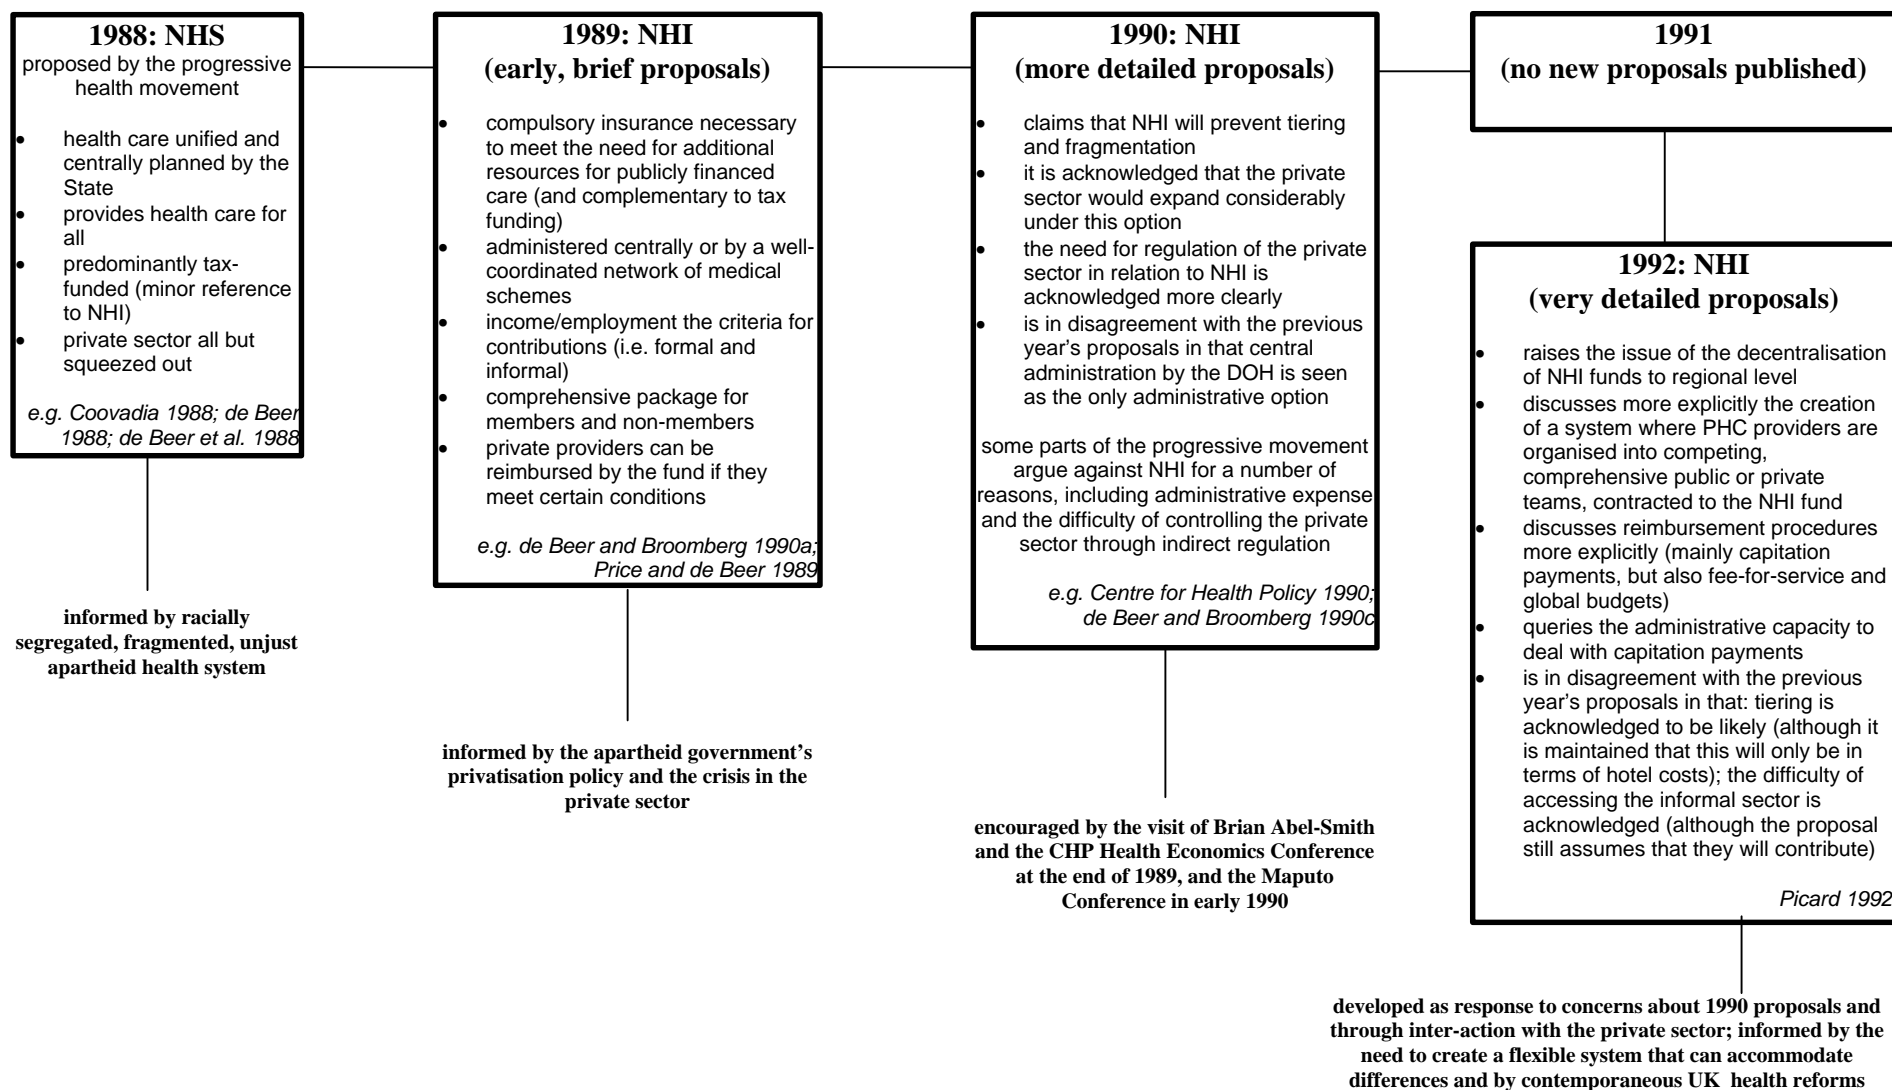 1988: NHS
proposed by the progressive
health movement
• health care unified and
centrally planned by the
State
• provides health care for
all
• predominantly tax-
funded (minor reference
to NHI)
• private sector all but
squeezed out
e.g. Coovadia 1988; de Beer
1988; de Beer et al. 1988
informed by racially
segregated, fragmented, unjust
apartheid health system
1989: NHI
(early, brief proposals)
• compulsory insurance necessary
to meet the need for additional
resources for publicly financed
care (and complementary to tax
funding)
• administered centrally or by a well-
coordinated network of medical
schemes
• income/employment the criteria for
contributions (i.e. formal and
informal)
• comprehensive package for
members and non-members
• private providers can be
reimbursed by the fund if they
meet certain conditions
e.g. de Beer and Broomberg 1990a;
Price and de Beer 1989
informed by the apartheid government’s
privatisation policy and the crisis in the
private sector
1990: NHI
(more detailed proposals)
• claims that NHI will prevent tiering
and fragmentation
• it is acknowledged that the private
sector would expand considerably
under this option
• the need for regulation of the private
sector in relation to NHI is
acknowledged more clearly
• is in disagreement with the previous
year’s proposals in that central
administration by the DOH is seen
as the only administrative option
some parts of the progressive movement
argue against NHI for a number of
reasons, including administrative expense
and the difficulty of controlling the private
sector through indirect regulation
e.g. Centre for Health Policy 1990;
de Beer and Broomberg 1990c
encouraged by the visit of Brian Abel-Smith
and the CHP Health Economics Conference
at the end of 1989, and the Maputo
Conference in early 1990
1991
(no new proposals published)
1992: NHI
(very detailed proposals)
• raises the issue of the decentralisation
of NHI funds to regional level
• discusses more explicitly the creation
of a system where PHC providers are
organised into competing,
comprehensive public or private
teams, contracted to the NHI fund
• discusses reimbursement procedures
more explicitly (mainly capitation
payments, but also fee-for-service and
global budgets)
• queries the administrative capacity to
deal with capitation payments
• is in disagreement with the previous
year’s proposals in that: tiering is
acknowledged to be likely (although it
is maintained that this will only be in
terms of hotel costs); the difficulty of
accessing the informal sector is
acknowledged (although the proposal
still assumes that they will contribute)
Picard 1992
developed as response to concerns about 1990 proposals and
through inter-action with the private sector; informed by the
need to create a flexible system that can accommodate
differences and by contemporaneous UK health reforms